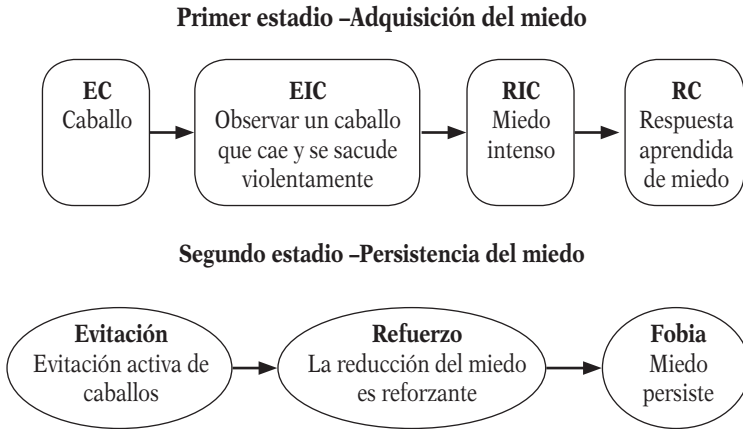 Primer estadio –Adquisición del miedo
EC
Caballo
EIC
Observar un caballo
que cae y se sacude
violentamente
RIC
Miedo
intenso
RC
Respuesta
aprendida
de miedo
Segundo estadio –Persistencia del miedo
Evitación
Evitación activa de
caballos
Refuerzo
La reducción del miedo
es reforzante
Fobia
Miedo
persiste